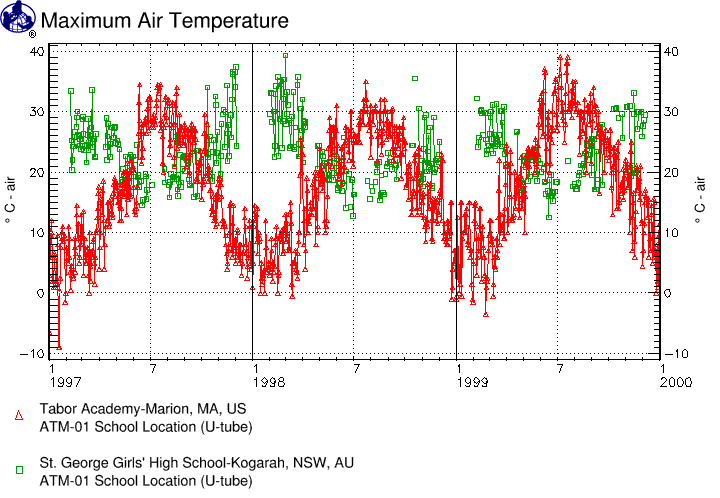 Maximum Air Temperature
®
40 40
30 30
20 20
10 10
0 0
-10 -10
° C - air
° C - air
1 7 1 7 1 7 1
1997 1998 1999 2000
Tabor Academy-Marion, MA, US
ATM-01 School Location (U-tube)
St. George Girls' High School-Kogarah, NSW, AU
ATM-01 School Location (U-tube)